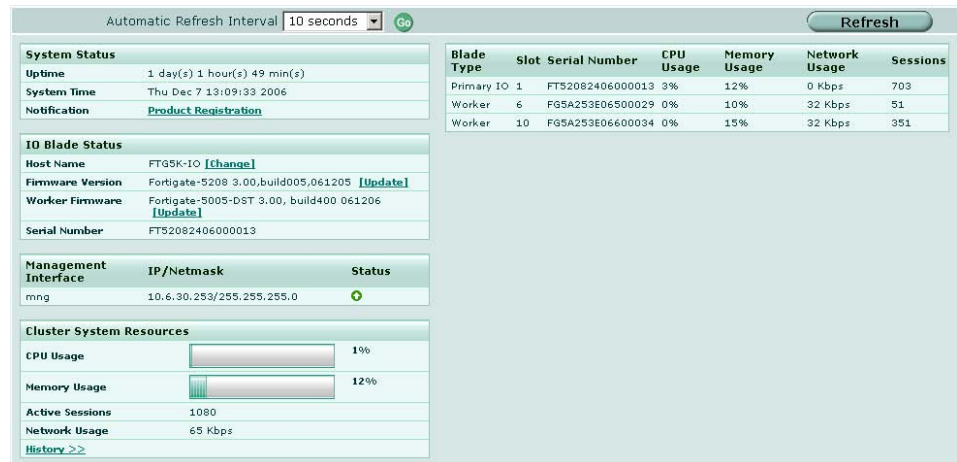 Automatic Refresh Interval 10 seconds Go Refresh
System Status
Uptime 1 day(s) 1 hour(s) 49 min(s)
System Time Thu Dec 7 13:09:33 2006
Notification Product Registration
IO Blade Status
Host Name FTG5K-IO [Change]
Firmware Version Fortigate-5208 3.00,build005,061205 [Update]
Worker Firmware Fortigate-5005-DST 3.00, build400 061206
[Update]
Serial Number FT52082406000013
Management
Interface IP/Netmask Status
mng 10.6.30.253/255.255.255.0
Cluster System Resources
CPU Usage 1%
Memory Usage 12%
Active Sessions 1080
Network Usage 65 Kbps
History >>
Blade
Type Slot Serial Number CPU
Usage Memory
Usage Network
Usage Sessions
Primary IO 1 FT52082406000013 3% 12% 0 Kbps 703
Worker 6 FG5A253E06500029 0% 10% 32 Kbps 51
Worker 10 FG5A253E06600034 0% 15% 32 Kbps 351